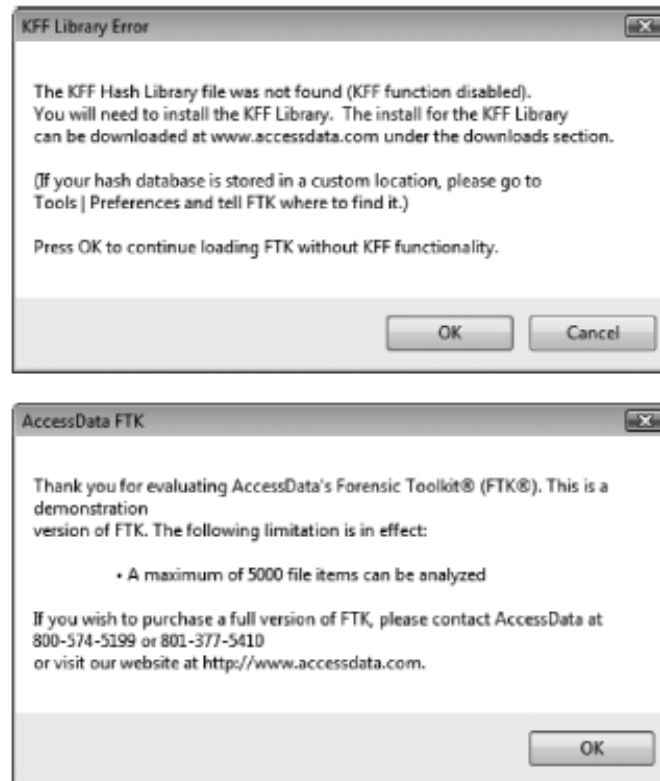 KFF Library Error
The KFF Hash Library file was not found (KFF function disabled).
You will need to install the KFF Library. The install for the KFF Library
can be downloaded at www.accessdata.com under the downloads section.
(If your hash database is stored in a custom location, please go to
Tools | Preferences and tell FTK where to find it.)
Press OK to continue loading FTK without KFF functionality.
OK
Cancel
AccessData FTK
Thank you for evaluating AccessData's Forensic Toolkit® (FTK®). This is a
demonstration
version of FTK. The following limitation is in effect:
• A maximum of 5000 file items can be analyzed
If you wish to purchase a full version of FTK, please contact AccessData at
800-574-5199 or 801-377-5410
or visit our website at http://www.accessdata.com.
OK